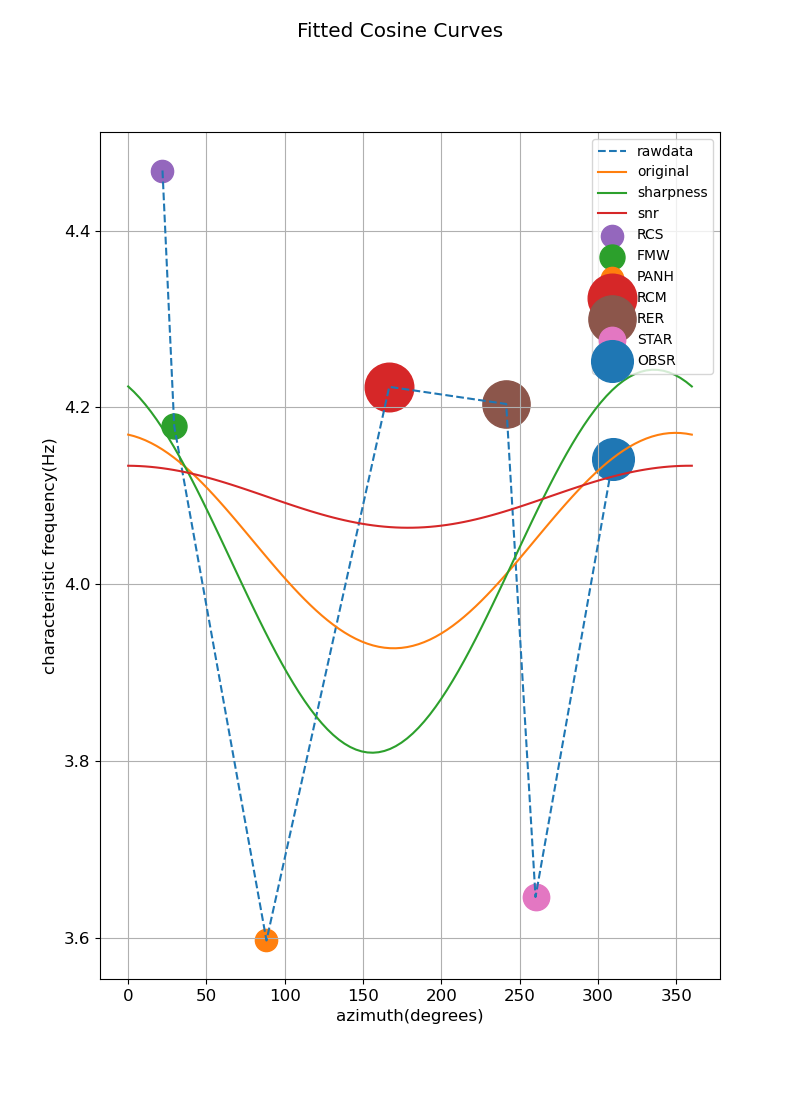 Fitted Cosine Curves
rawdata
original
sharpness
snr
RCS
FMW
PANH
RCM
RER
STAR
OBSR
4.4
4.2
4.0
3.8
3.6
characteristic frequency(Hz)
0 50 100 150 200 250 300 350
azimuth(degrees)